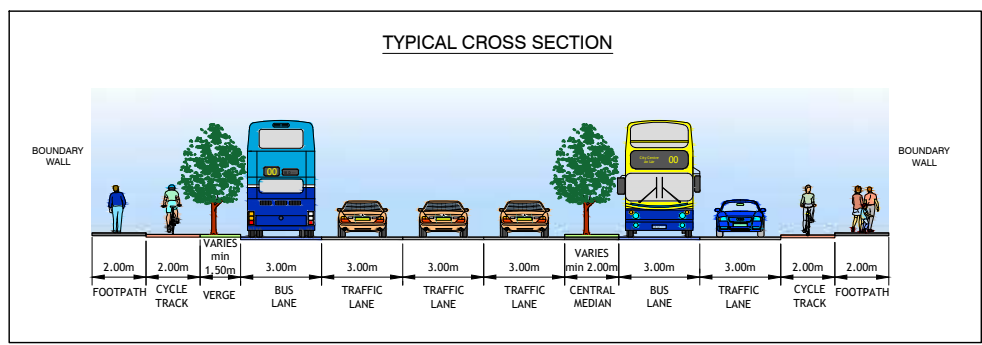 TYPICAL CROSS SECTION
BOUNDARY
WALL
BOUNDARY
WALL
00
City Centre
00
VARIES
min
1,50m
VARIES
min 2.00m
2.00m
2.00m
3.00m
3.00m
3.00m
3.00m
3.00m
3.00m
2.00m
2.00m
FOOTPATH
CYCLE
TRACK
VERGE
BUS
LANE
TRAFFIC
LANE
TRAFFIC
LANE
TRAFFIC
LANE
CENTRAL
MEDIAN
BUS
LANE
TRAFFIC
LANE
CYCLE
TRACK
FOOTPATH